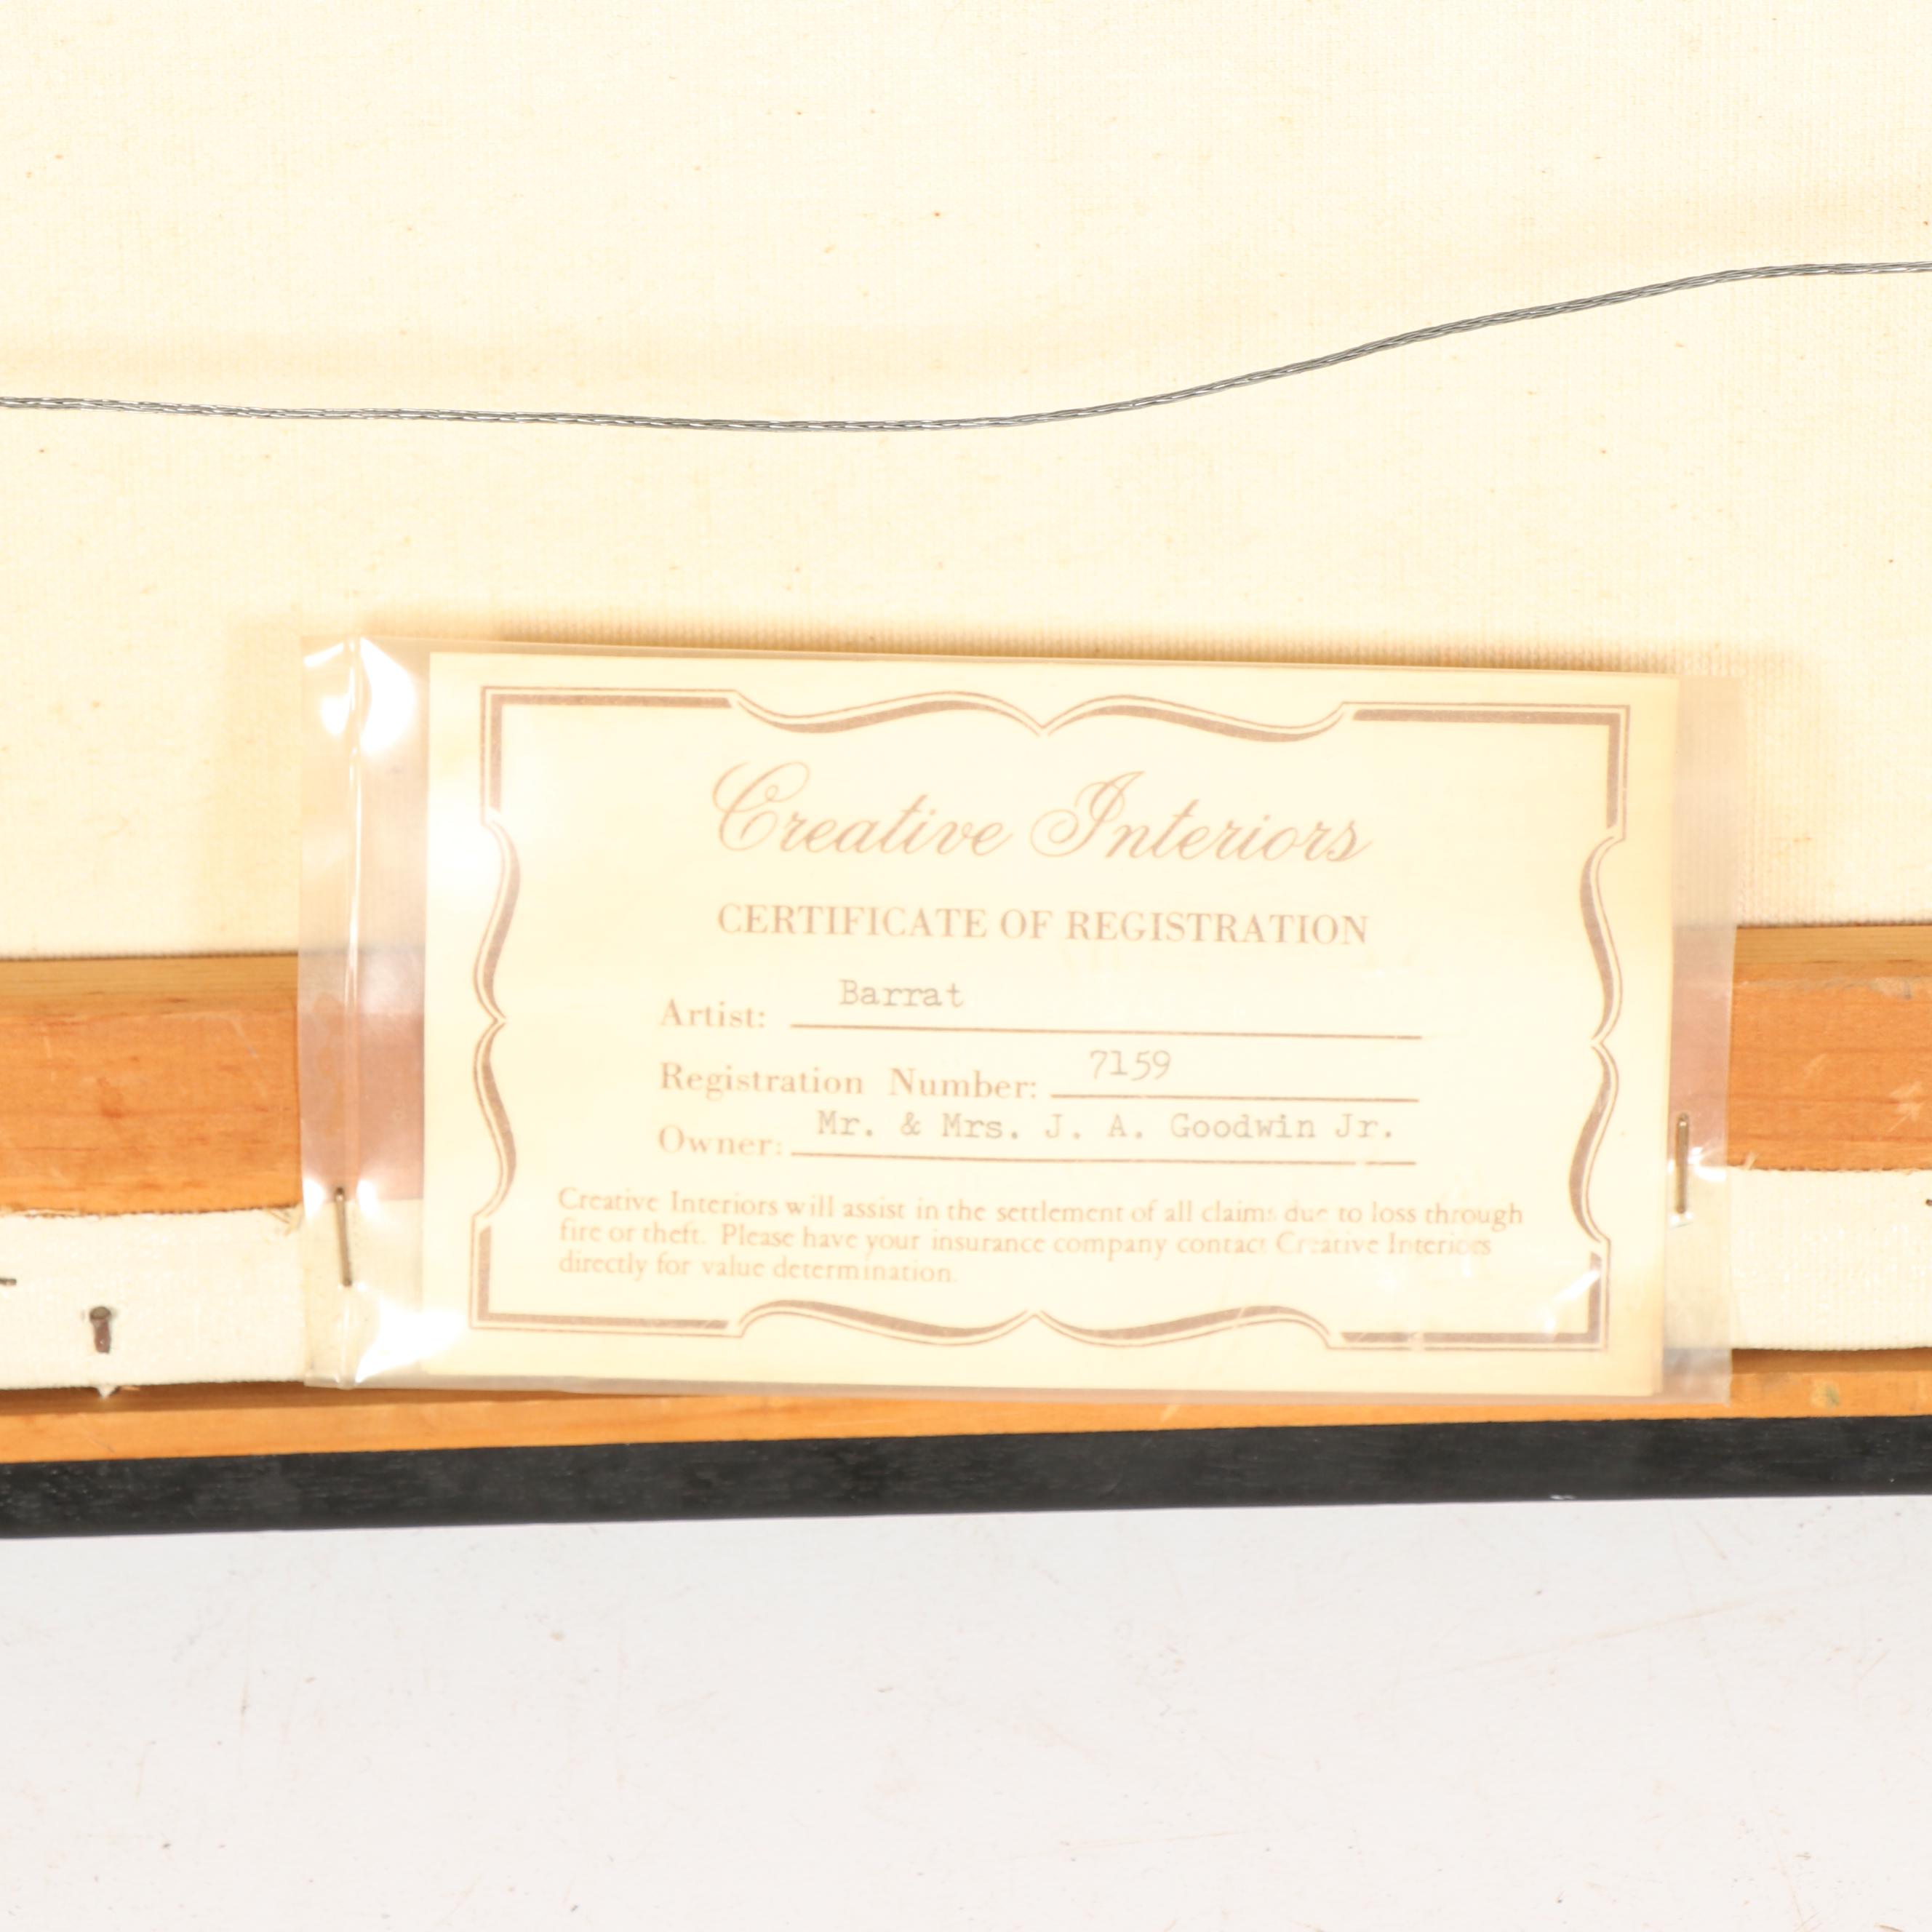 Creative Interiors
CERTIFICATE OF REGISTRATION
Artist: Barrat
Registration Number: 7159
Owner: Mr. & Mrs. J. A. Goodwin Jr.
Creative Interiors will assist in the settlement of all claims due to loss through
fire or theft. Please have your insurance company contact Creative Interiors
directly for value determination.